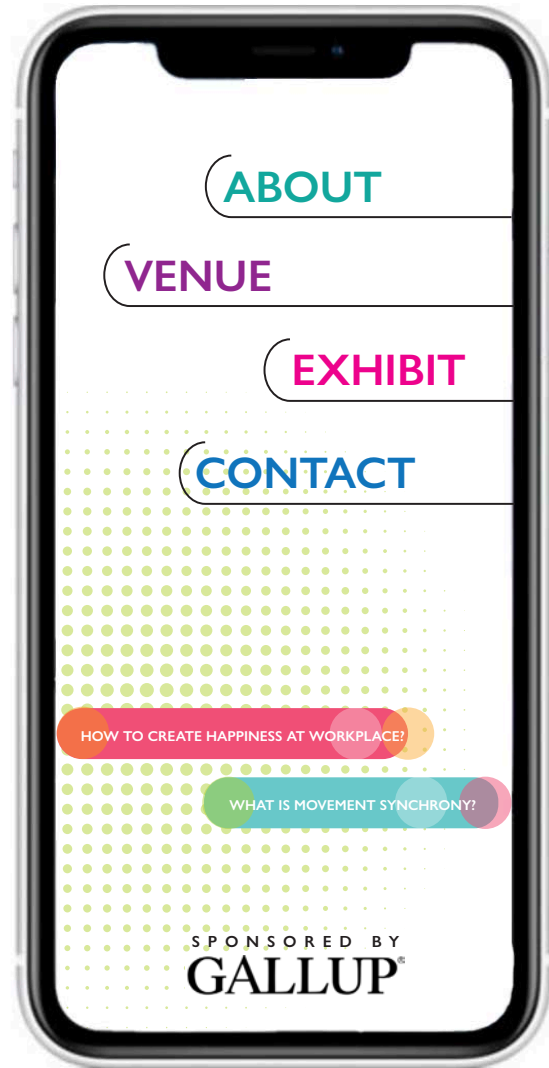 ABOUT
VENUE
EXHIBIT
CONTACT
HOW TO CREATE HAPPINESS AT WORKPLACE?
WHAT IS MOVEMENT SYNCHRONY?
SPONSORED BY
GALLUP®